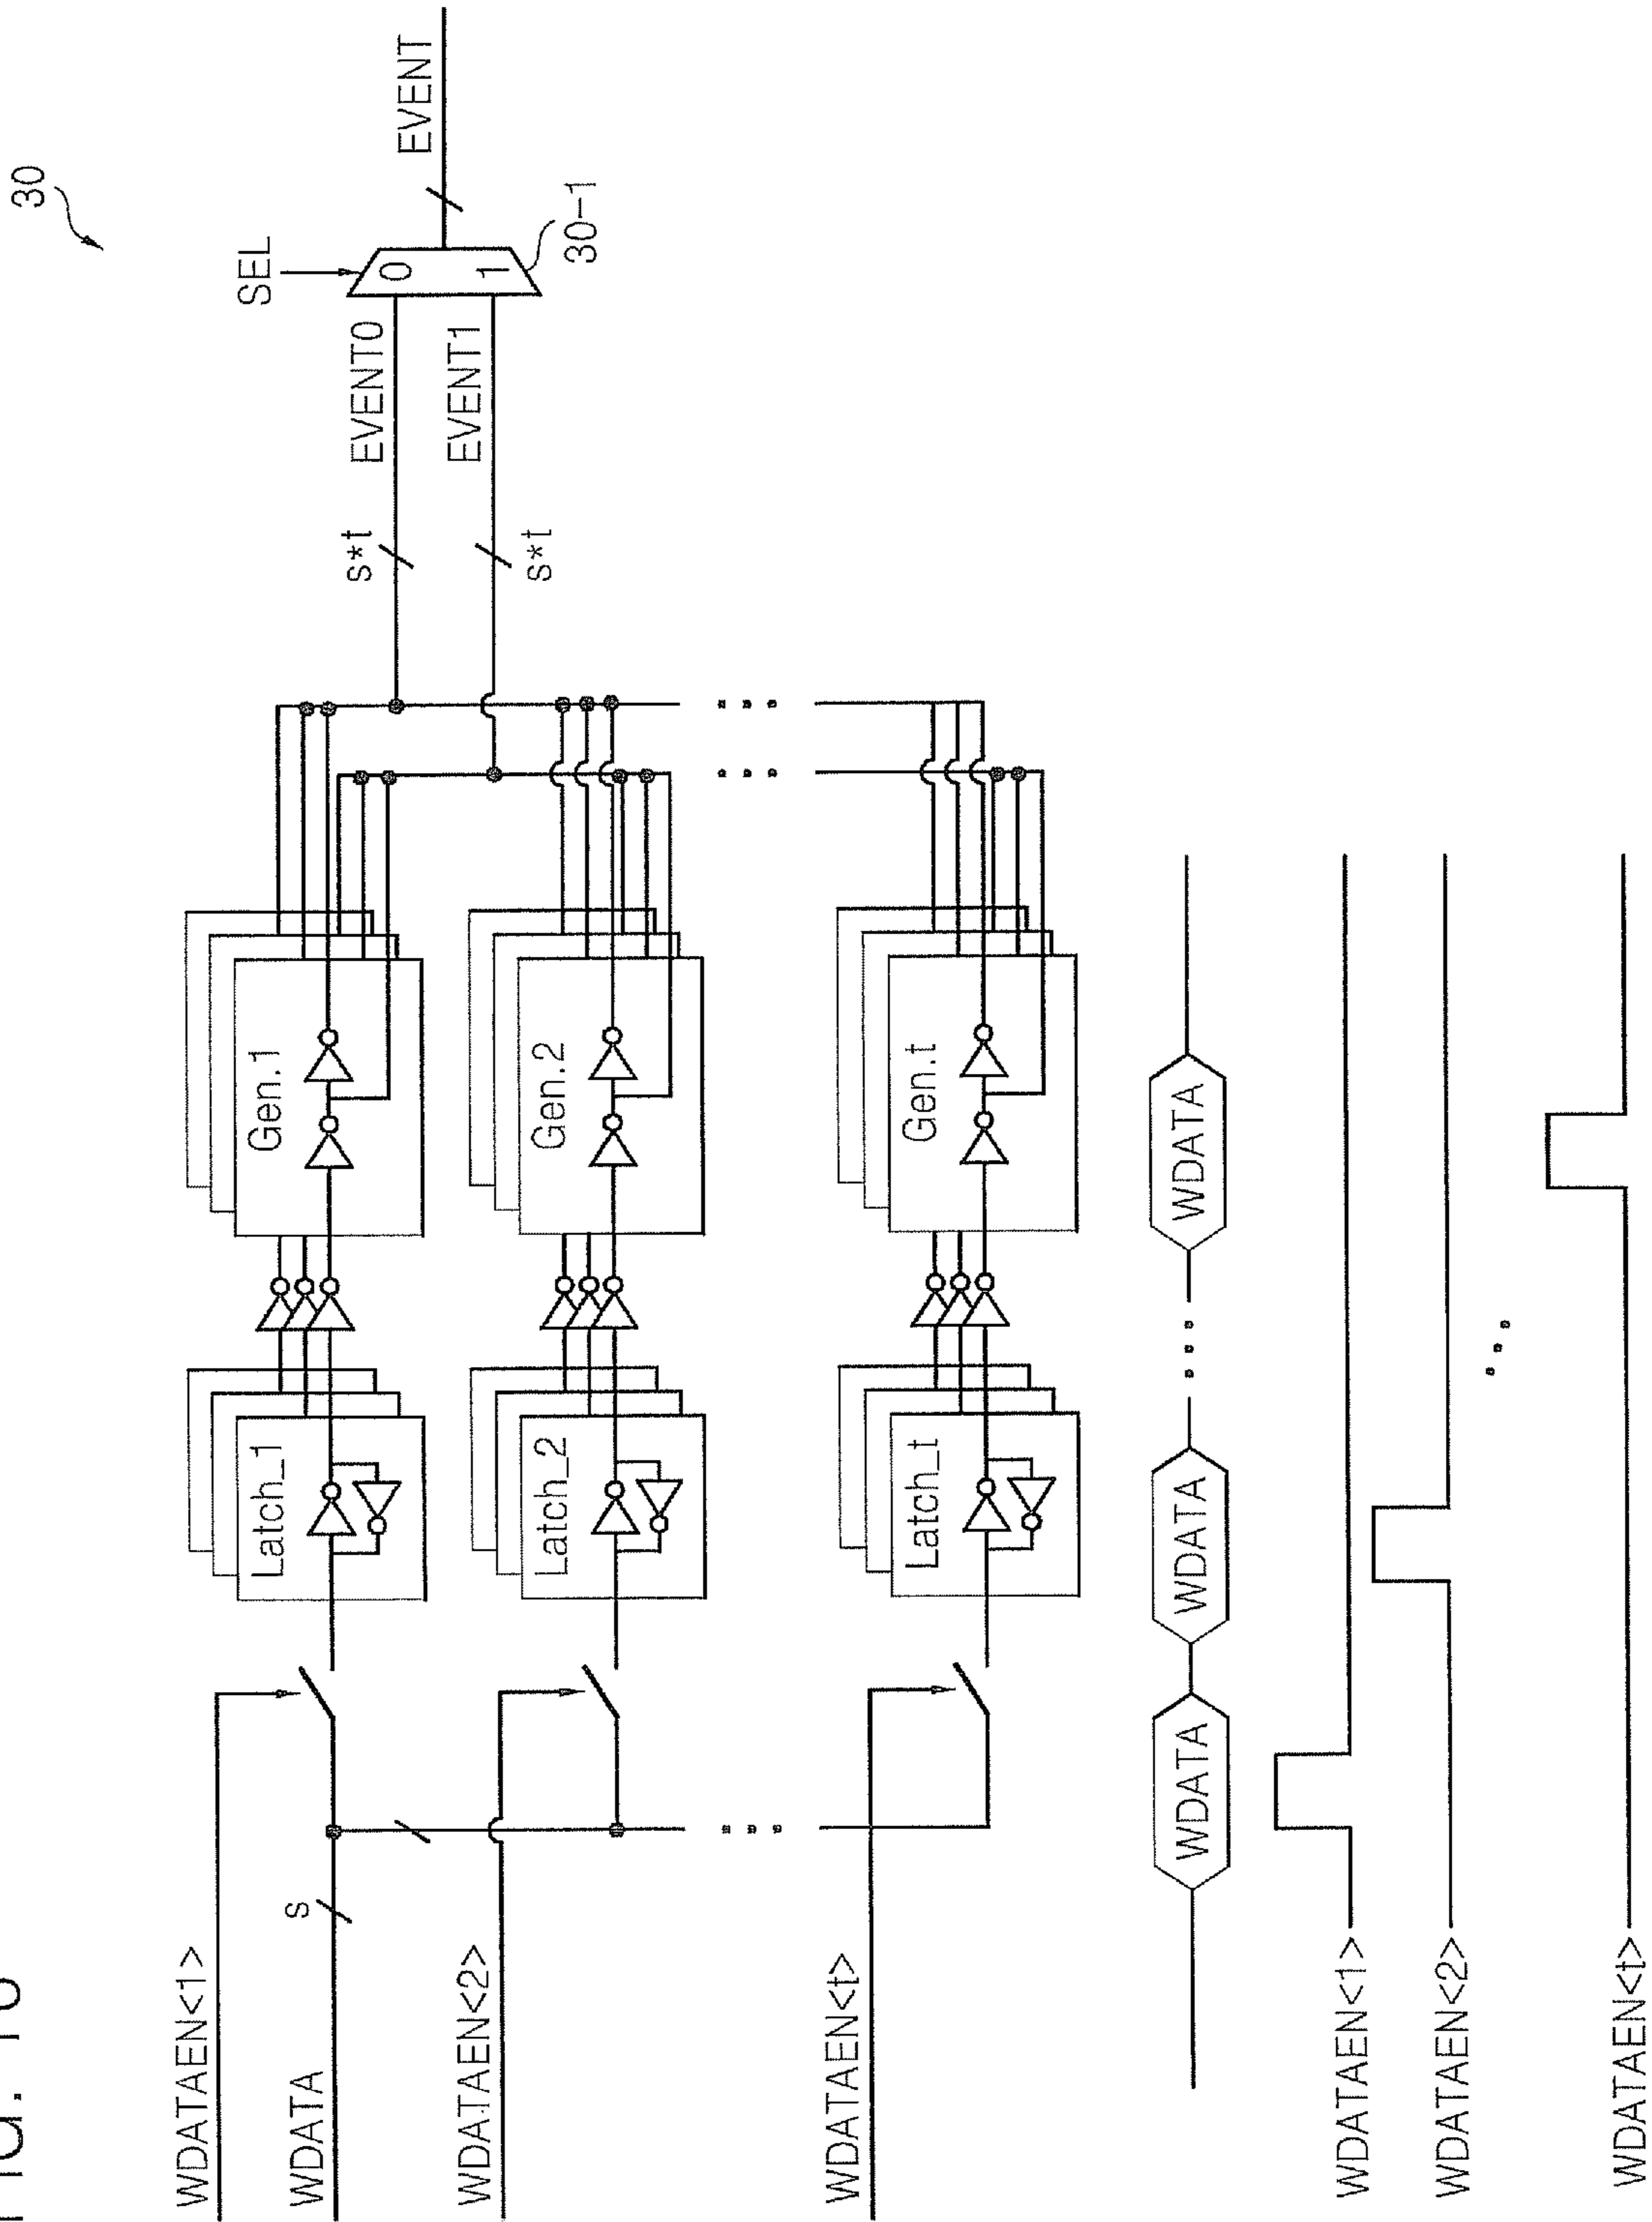 FIG.
30
WDATAEN<1>
SEL
Latch_1
Gen.1
s
WDATA
s*t
EVENT0
0
EVENT
EVENT1
1
s*t
30-1
WDATAEN<2>
Latch_2
Gen.2
WDATAEN<t>
Latch_t
Gen.t
WDATA
WDATA
WDATA
WDATAEN<1>
WDATAEN<2>
WDATAEN<t>